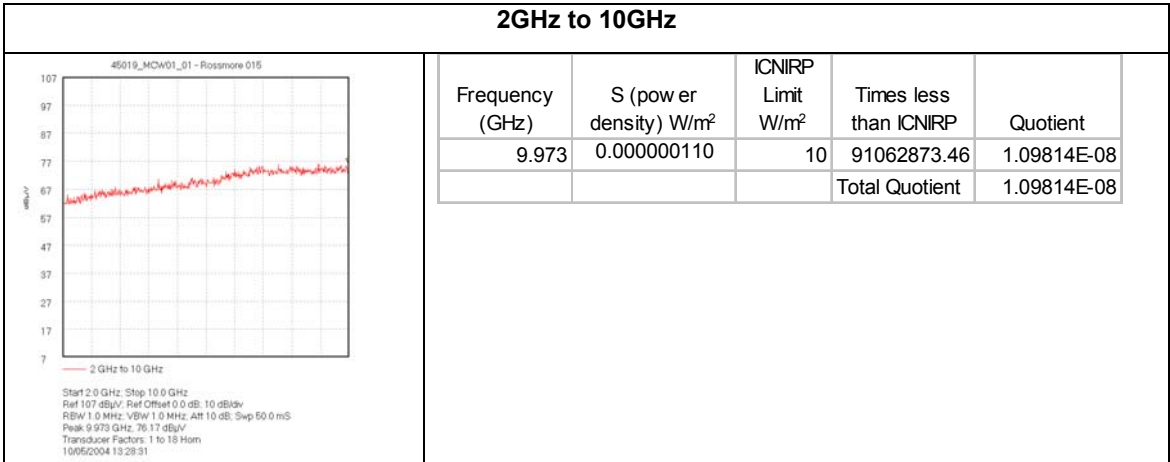 2GHz to 10GHz
45019_MCW01_01 - Rossmore 015
107
97
87
77
67
57
47
37
27
17
7
dBµV
2 GHz to 10 GHz
Start 2.0 GHz; Stop 10.0 GHz
Ref 107 dBµV; Ref Offset 0.0 dB; 10 dB/div
RBW 1.0 MHz; VBW 1.0 MHz; Att 10 dB; Swp 50.0 mS
Peak 9.973 GHz, 76.17 dBµV
Transducer Factors: 1 to 18 Horn
10/05/2004 13:28:31
Frequency (GHz) S (pow er density) W/m² ICNIRP Limit W/m² Times less than ICNIRP Quotient
9.973 0.000000110 10 91062873.46 1.09814E-08
Total Quotient 1.09814E-08